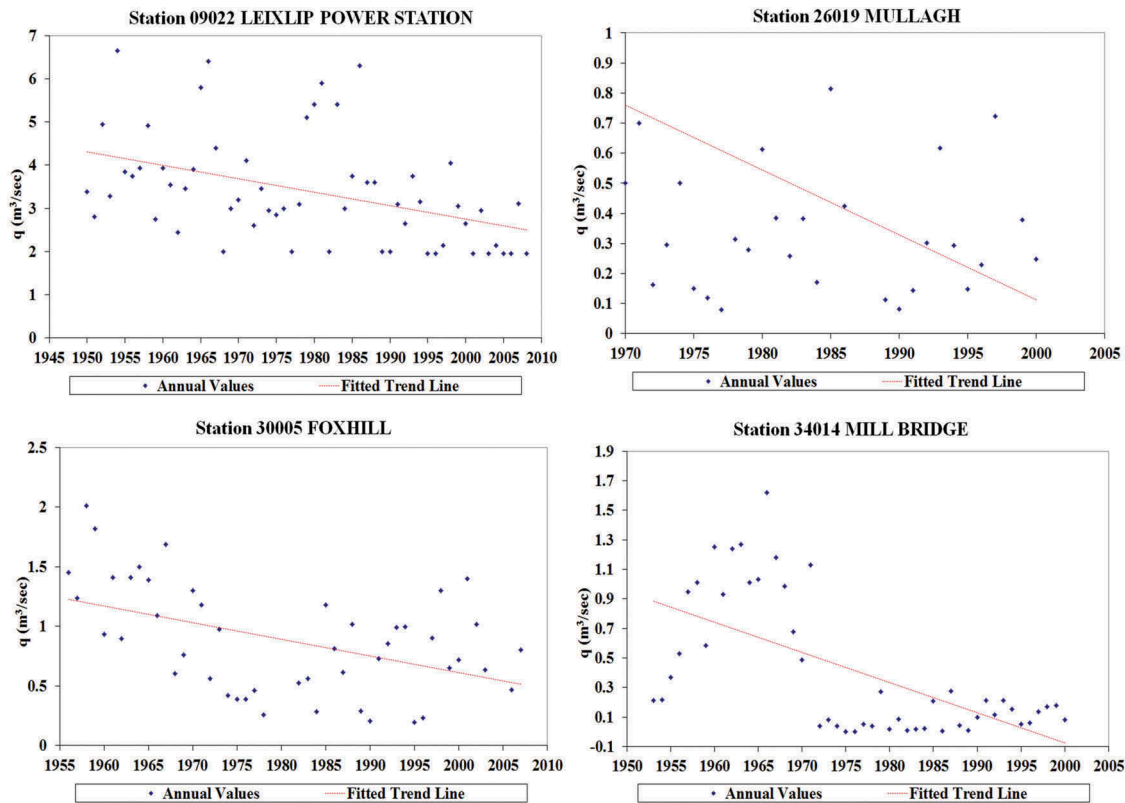 Station 09022 LEIXLIP POWER STATION
7
6
5
4
3
2
1
0
q (m³/sec)
1945 1950 1955 1960 1965 1970 1975 1980 1985 1990 1995 2000 2005 2010
Annual Values Fitted Trend Line
Station 26019 MULLAGH
1
0.9
0.8
0.7
0.6
0.5
0.4
0.3
0.2
0.1
0
q (m³/sec)
1970 1975 1980 1985 1990 1995 2000 2005
Annual Values Fitted Trend Line
Station 30005 FOXHILL
2.5
2
1.5
1
0.5
0
q (m³/sec)
1955 1960 1965 1970 1975 1980 1985 1990 1995 2000 2005 2010
Annual Values Fitted Trend Line
Station 34014 MILL BRIDGE
1.9
1.7
1.5
1.3
1.1
0.9
0.7
0.5
0.3
0.1
-0.1
q (m³/sec)
1950 1955 1960 1965 1970 1975 1980 1985 1990 1995 2000 2005
Annual Values Fitted Trend Line